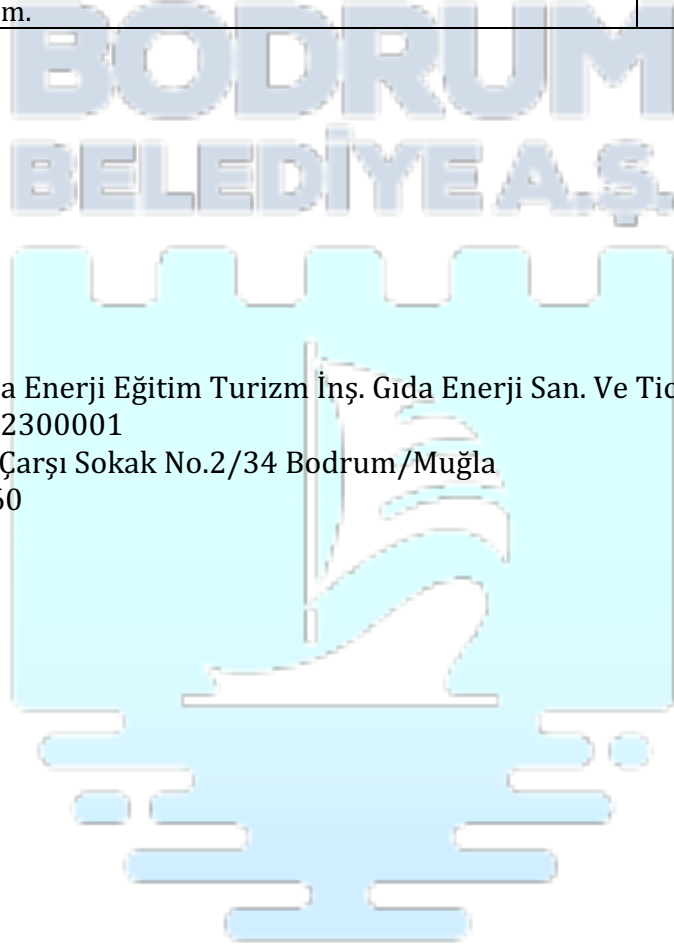 m.
BODRUM
BELEDİYE A.Ş.
a Enerji Eğitim Turizm İnş. Gıda Enerji San. Ve Tic
2300001
Çarşı Sokak No.2/34 Bodrum/Muğla
60